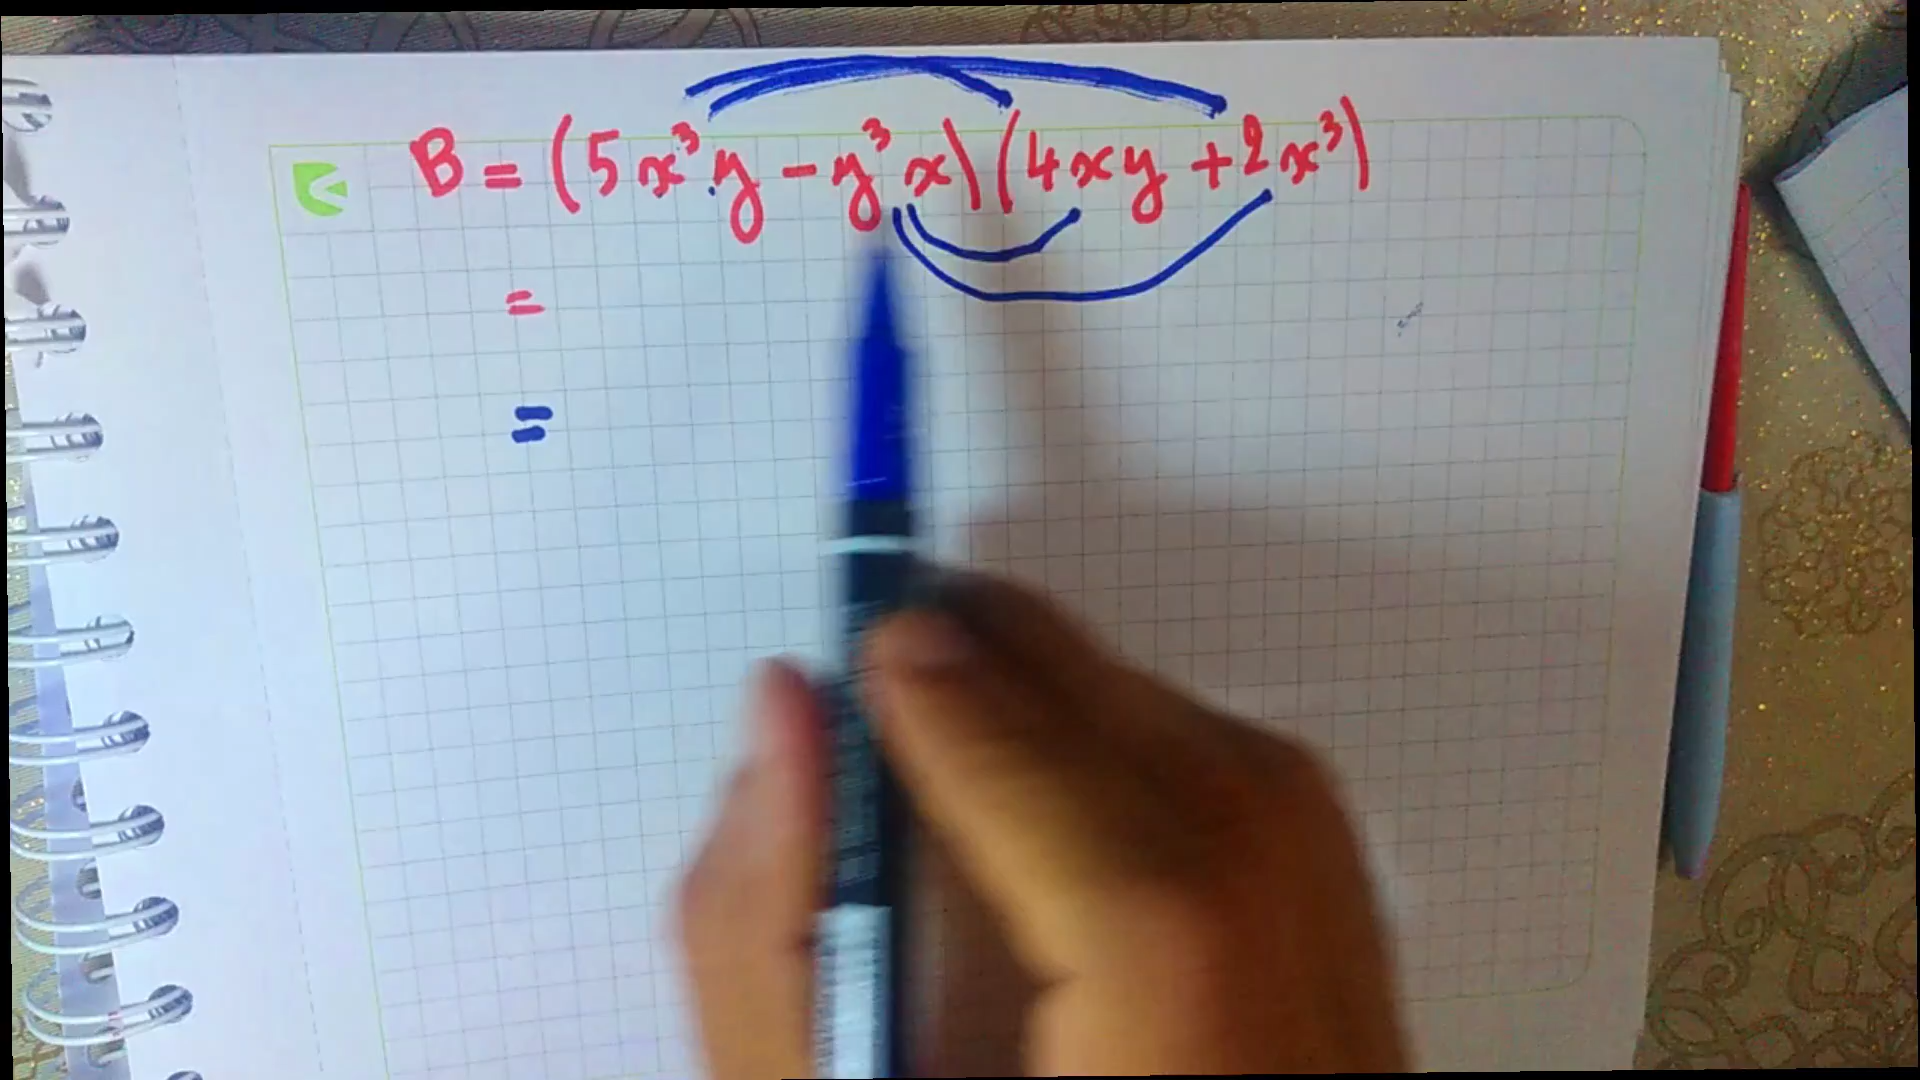 B = (5x³y - y³x)(4xy + 2x³)
=
=